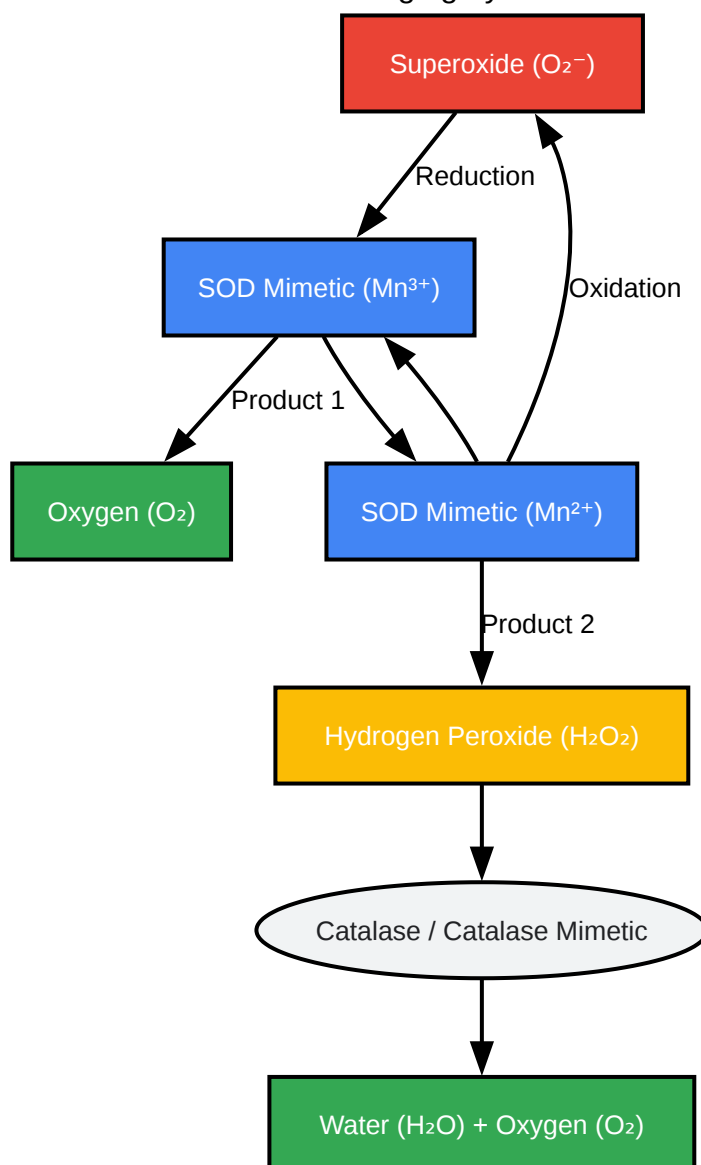 Superoxide (O₂⁻)
Reduction
SOD Mimetic (Mn³⁺)
Oxidation
Product 1
Oxygen (O₂)
SOD Mimetic (Mn²⁺)
Product 2
Hydrogen Peroxide (H₂O₂)
Catalase / Catalase Mimetic
Water (H₂O) + Oxygen (O₂)